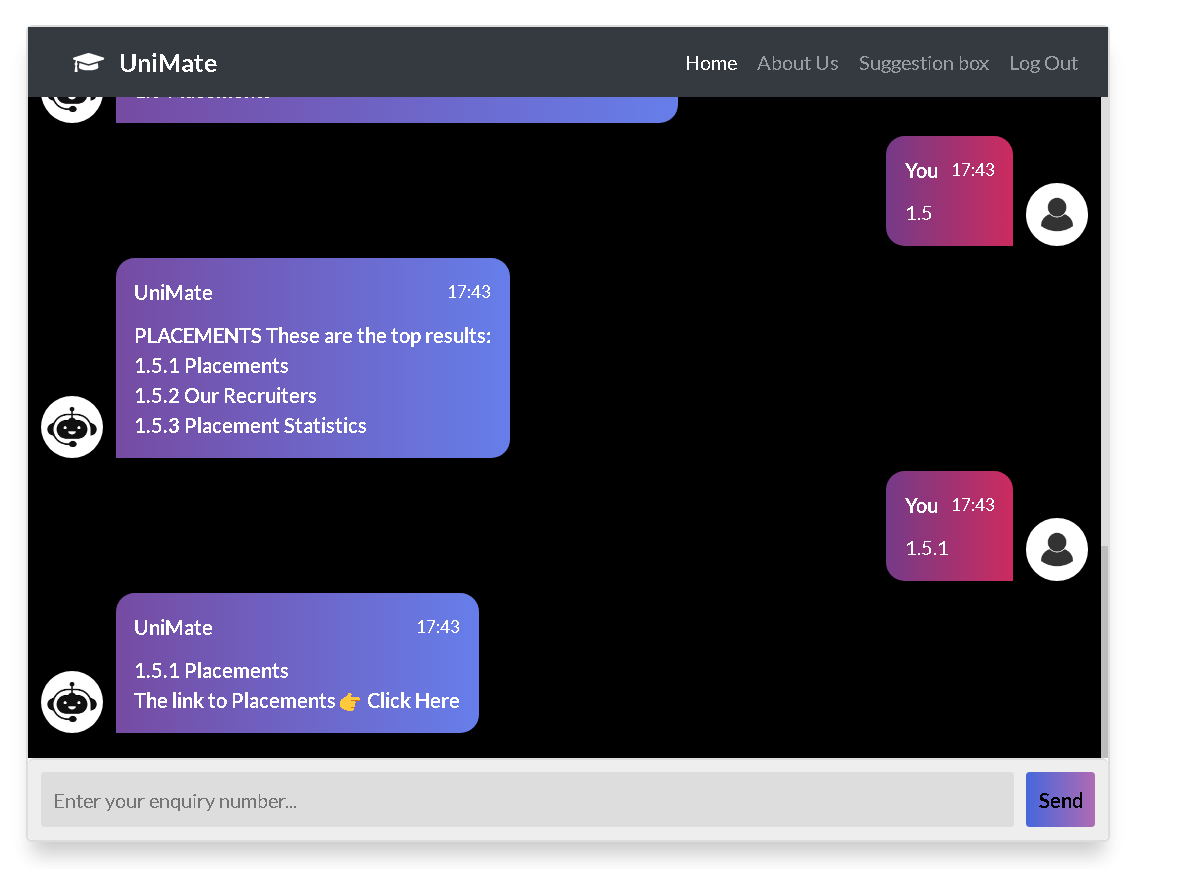 UniMate
Home About Us Suggestion box Log Out
You 17:43
1.5
UniMate 17:43
PLACEMENTS These are the top results:
1.5.1 Placements
1.5.2 Our Recruiters
1.5.3 Placement Statistics
You 17:43
1.5.1
UniMate 17:43
1.5.1 Placements
The link to Placements 👉 Click Here
Enter your enquiry number...
Send